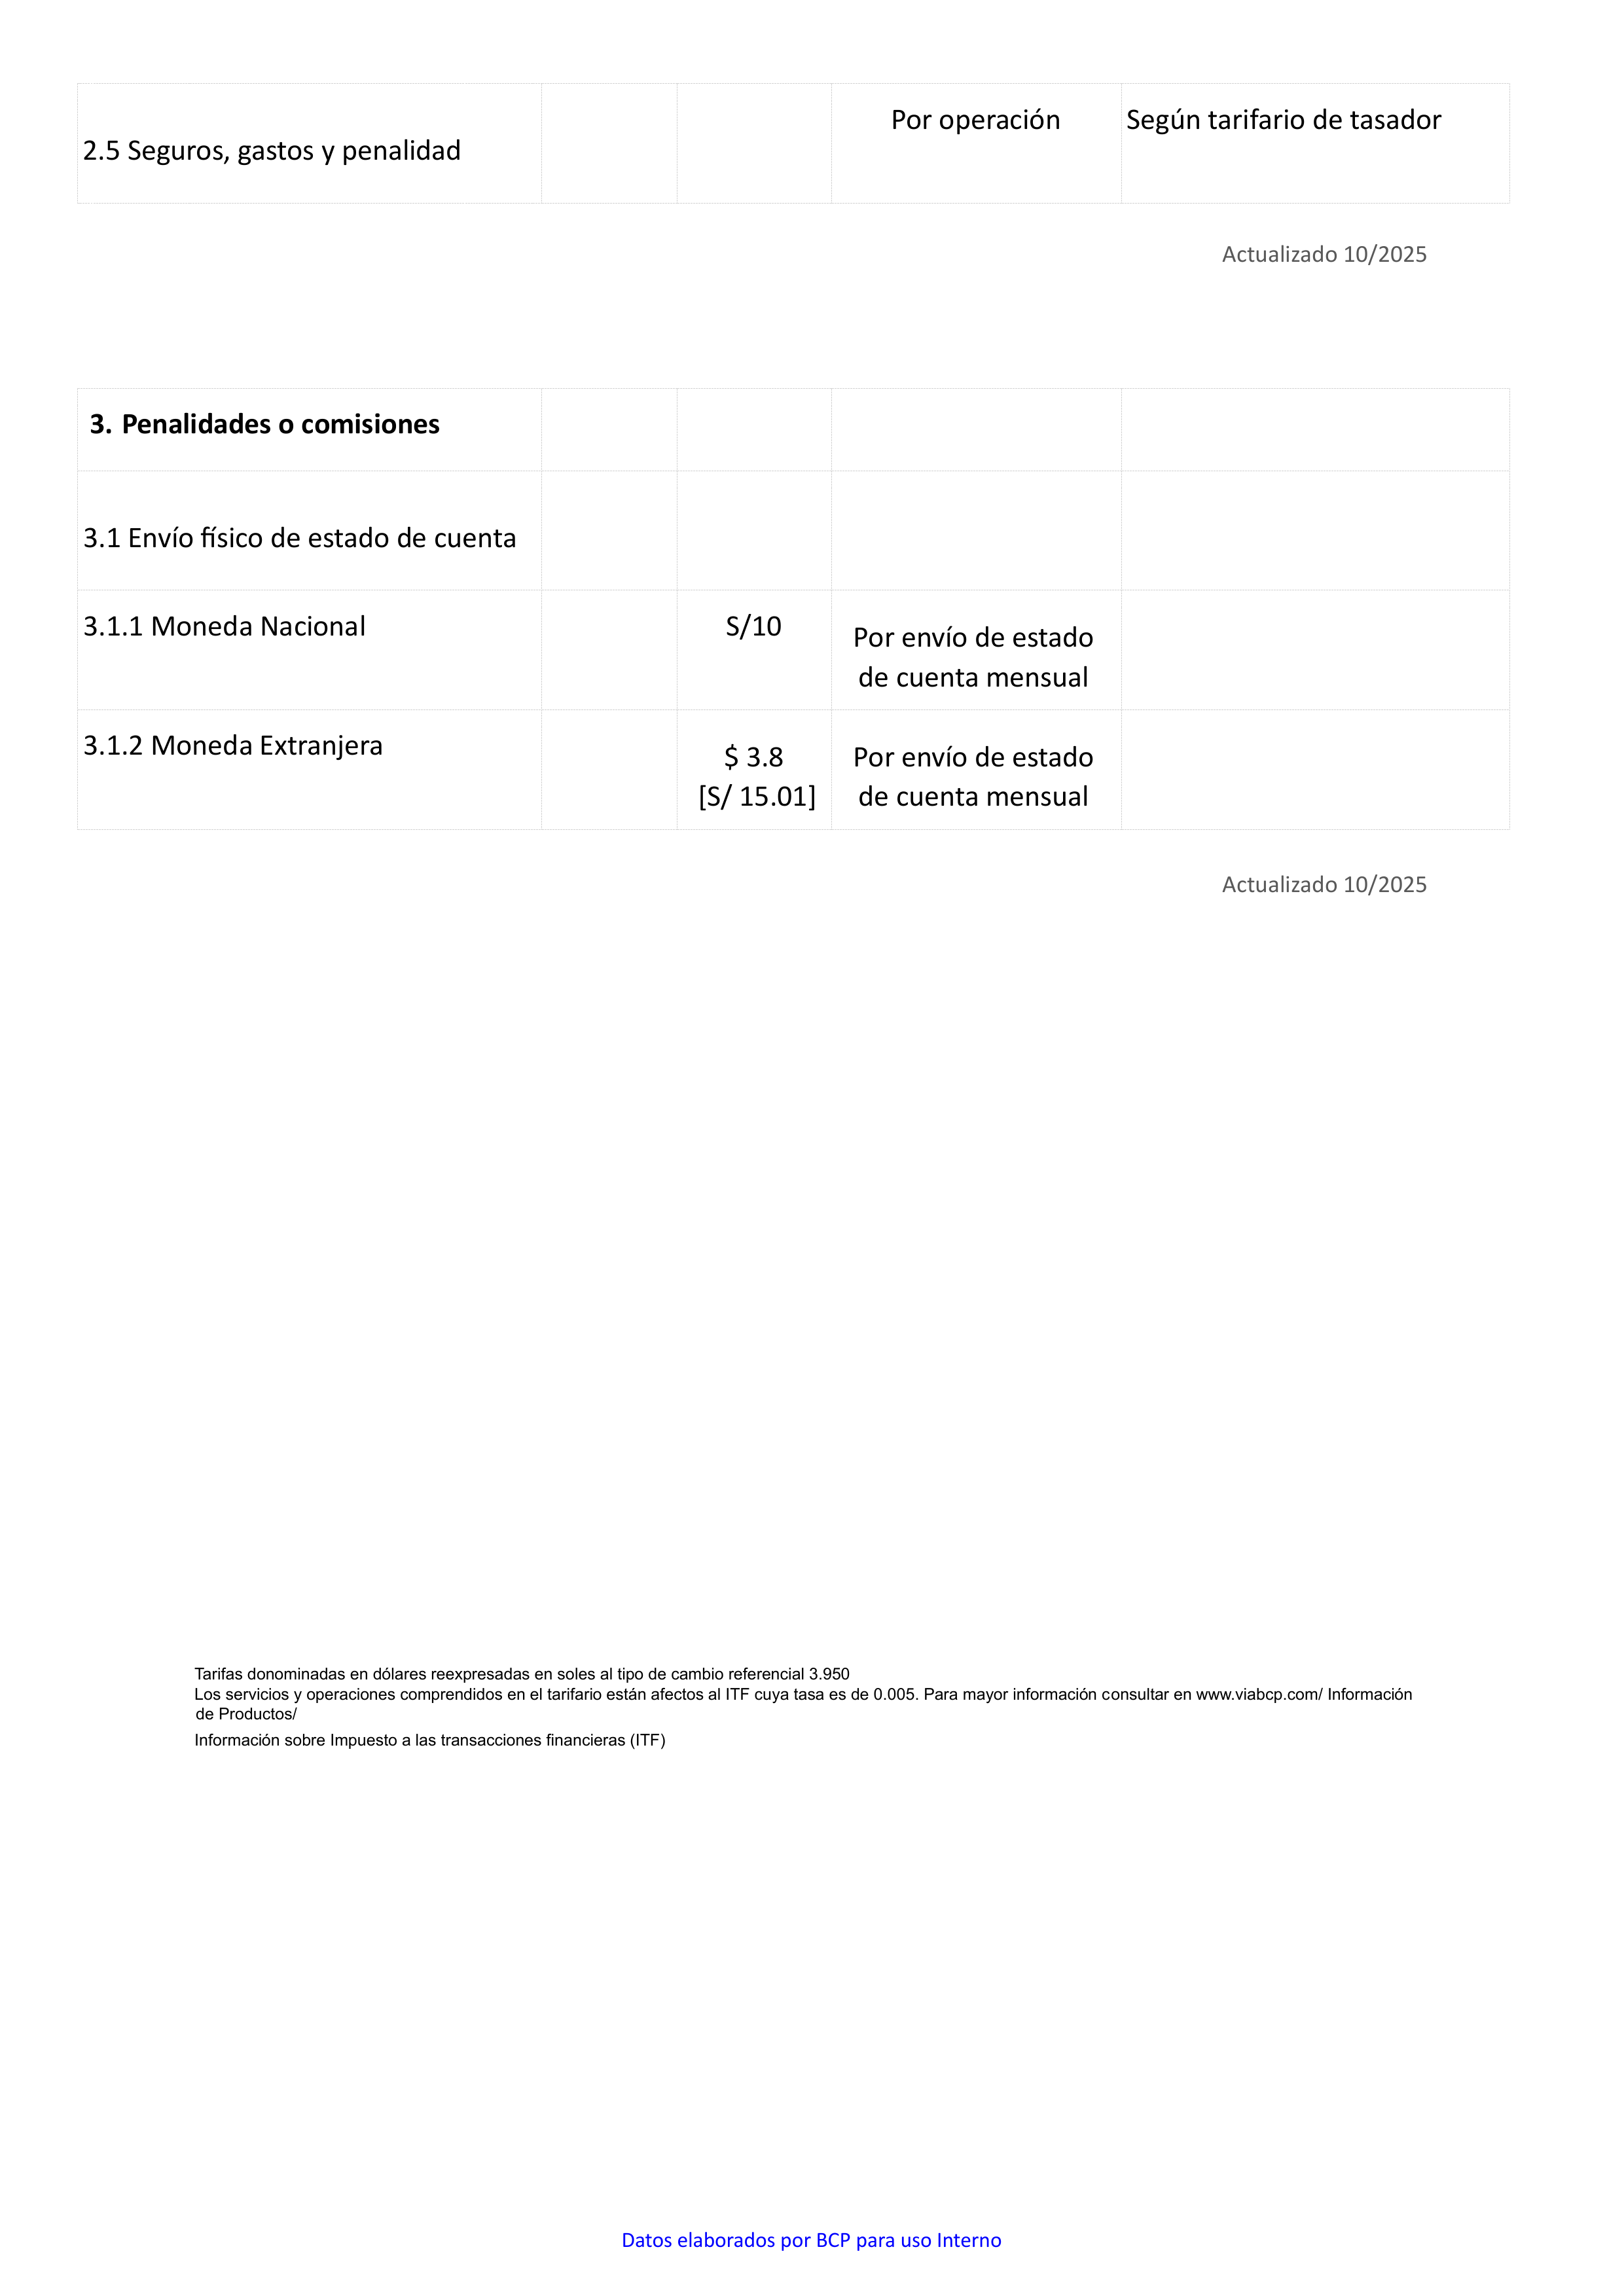 Por operación
Según tarifario de tasador
2.5 Seguros, gastos y penalidad
Actualizado 10/2025
3. Penalidades o comisiones
3.1 Envío físico de estado de cuenta
3.1.1 Moneda Nacional
S/10
Por envío de estado
de cuenta mensual
3.1.2 Moneda Extranjera
$ 3.8
[S/ 15.01]
Por envío de estado
de cuenta mensual
Actualizado 10/2025
Tarifas donominadas en dólares reexpresadas en soles al tipo de cambio referencial 3.950
Los servicios y operaciones comprendidos en el tarifario están afectos al ITF cuya tasa es de 0.005. Para mayor información consultar en www.viabcp.com/ Información
de Productos/
Información sobre Impuesto a las transacciones financieras (ITF)
Datos elaborados por BCP para uso Interno